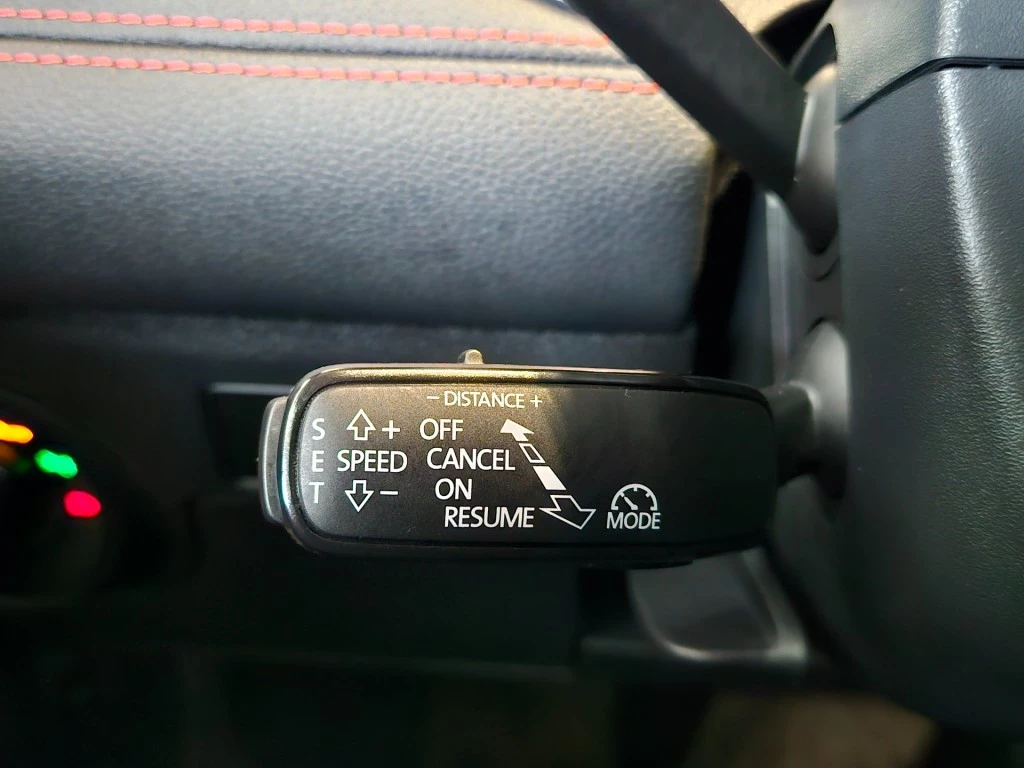 − DISTANCE +
S + OFF
E SPEED CANCEL
T − ON
RESUME MODE